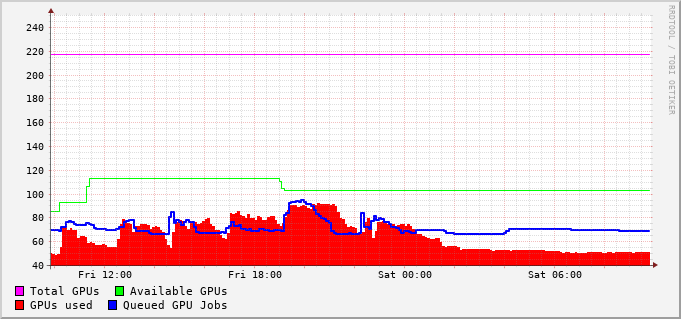 240
220
200
180
160
140
120
100
80
60
40
Fri 12:00 Fri 18:00 Sat 00:00 Sat 06:00
Total GPUs Available GPUs
GPUs used Queued GPU Jobs
RRDTOOL / TOBI OETIKER